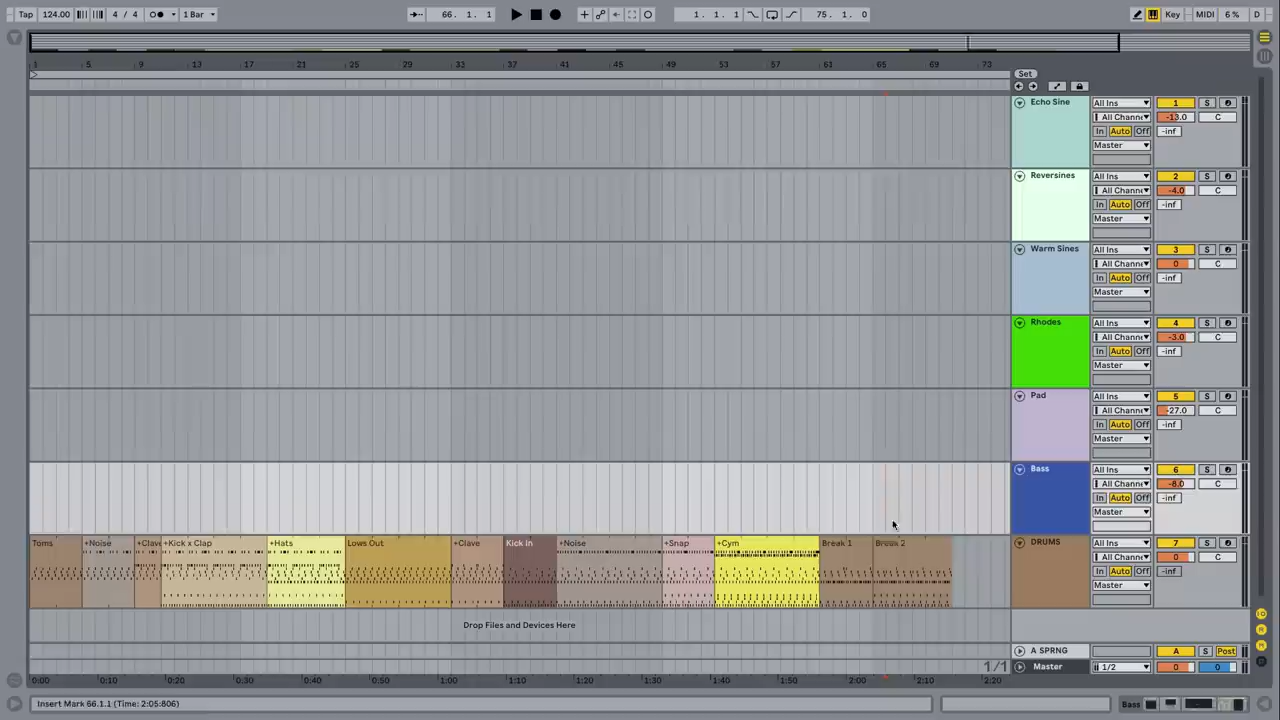 Tap 124.00 4 / 4 1 Bar 66. 1. 1 1. 1. 1 75. 1. 0 Key MIDI 6 % D
1 5 9 13 17 21 25 29 33 37 41 45 49 53 57 61 65 69 73
Set
Echo Sine All Ins 1 S
All Channe -13.0 C
In Auto Off -inf
Master
Reversines All Ins 2 S
All Channe -4.0 C
In Auto Off -inf
Master
Warm Sines All Ins 3 S
All Channe 0 C
In Auto Off -inf
Master
Rhodes All Ins 4 S
All Channe -3.0 C
In Auto Off -inf
Master
Pad All Ins 5 S
All Channe -27.0 C
In Auto Off -inf
Master
Bass All Ins 6 S
All Channe -8.0 C
In Auto Off -inf
Master
Toms +Noise +Clav +Kick x Clap +Hats Lows Out +Clave Kick in +Noise +Snap +Cym Break 1 Break 2 DRUMS All Ins 7 S
All Channe 0 C
In Auto Off -inf
Master
Drop Files and Devices Here
A SPRNG A S Post
1/1 Master 1/2 0 0
0:00 0:10 0:20 0:30 0:40 0:50 1:00 1:10 1:20 1:30 1:40 1:50 2:00 2:10 2:20
Insert Mark 66.1.1 (Time: 2:05:806) Bass